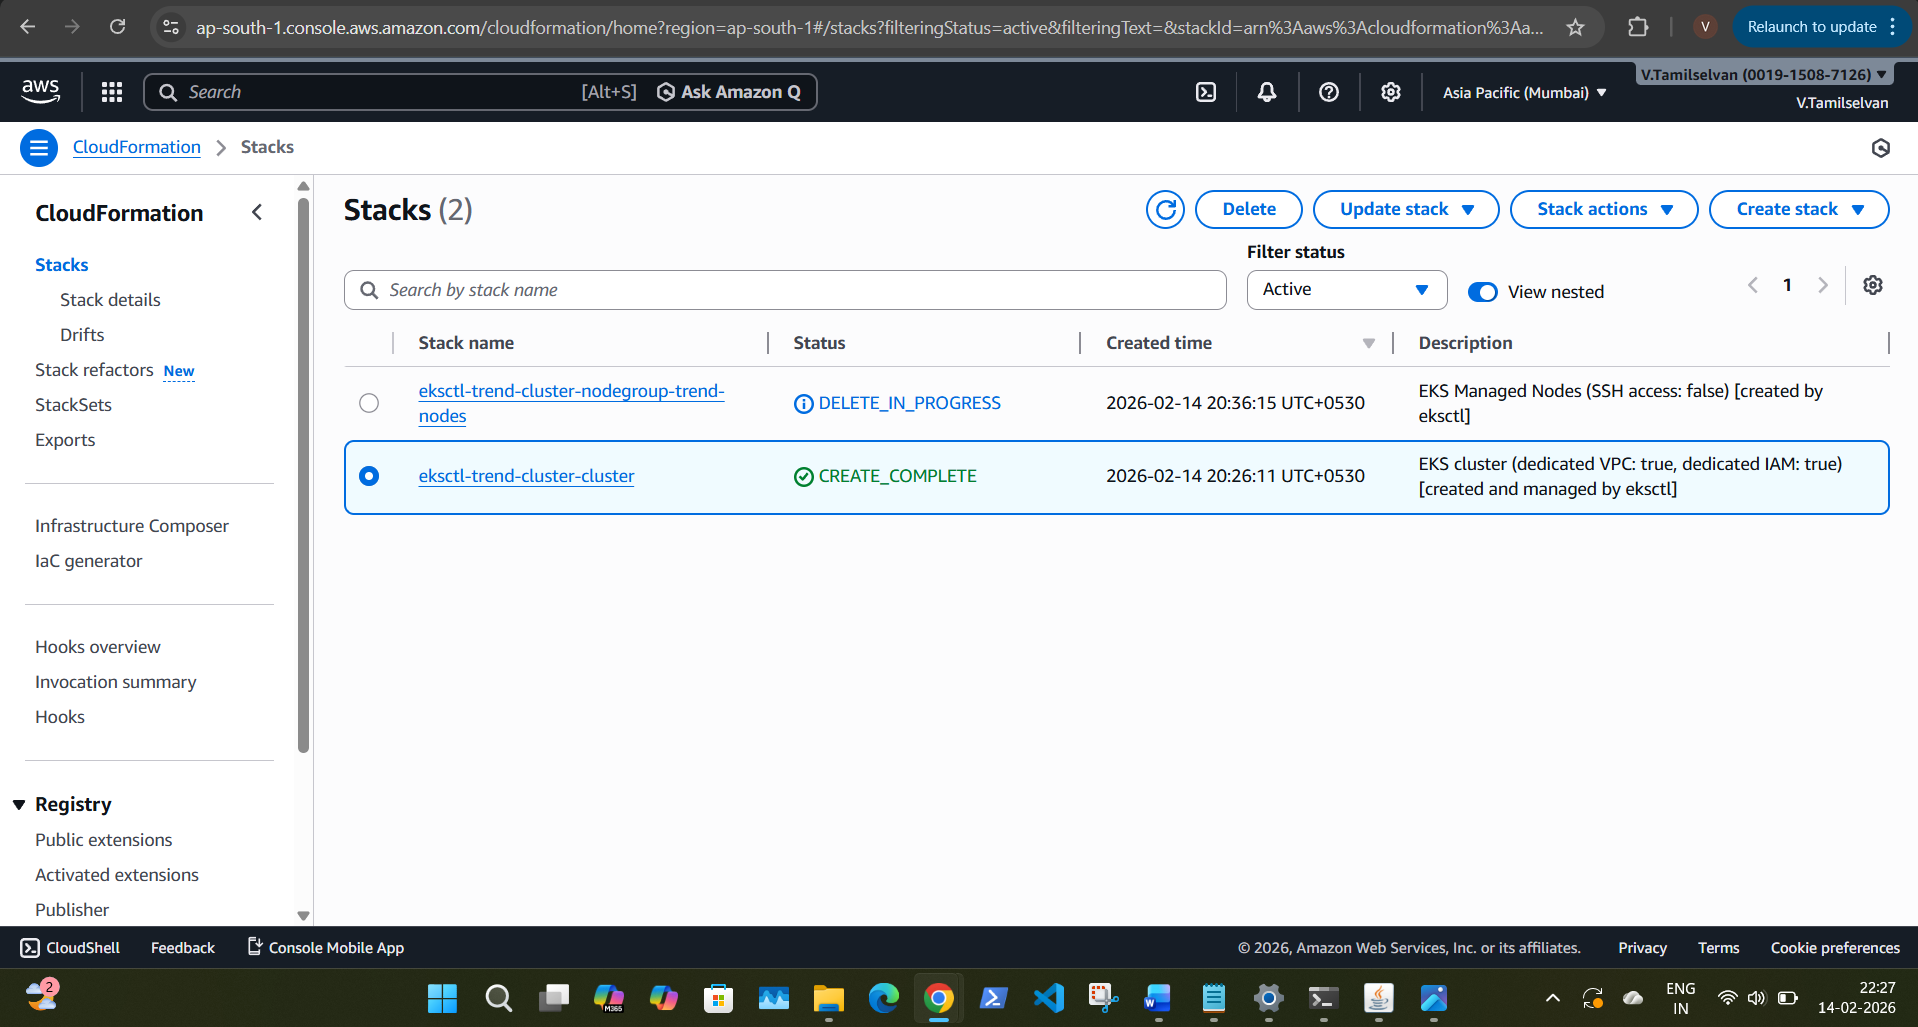 ap-south-1.console.aws.amazon.com/cloudformation/home?region=ap-south-1#/stacks?filteringStatus=active&filteringText=&stackId=arn%3Aaws%3Acloudformation%3Aa...
V
Relaunch to update
aws
Search
[Alt+S]
Ask Amazon Q
Asia Pacific (Mumbai)
V.Tamilselvan (0019-1508-7126)
V.Tamilselvan
CloudFormation
Stacks
CloudFormation
Stacks
Stack details
Drifts
Stack refactors New
StackSets
Exports
Infrastructure Composer
IaC generator
Hooks overview
Invocation summary
Hooks
Registry
Public extensions
Activated extensions
Publisher
Stacks (2)
Delete
Update stack
Stack actions
Create stack
Filter status
Search by stack name
Active
View nested
1
Stack name
Status
Created time
Description
eksctl-trend-cluster-nodegroup-trend-
nodes
DELETE_IN_PROGRESS
2026-02-14 20:36:15 UTC+0530
EKS Managed Nodes (SSH access: false) [created by
eksctl]
eksctl-trend-cluster-cluster
CREATE_COMPLETE
2026-02-14 20:26:11 UTC+0530
EKS cluster (dedicated VPC: true, dedicated IAM: true)
[created and managed by eksctl]
CloudShell
Feedback
Console Mobile App
© 2026, Amazon Web Services, Inc. or its affiliates.
Privacy
Terms
Cookie preferences
2
M365
W
ENG
IN
22:27
14-02-2026